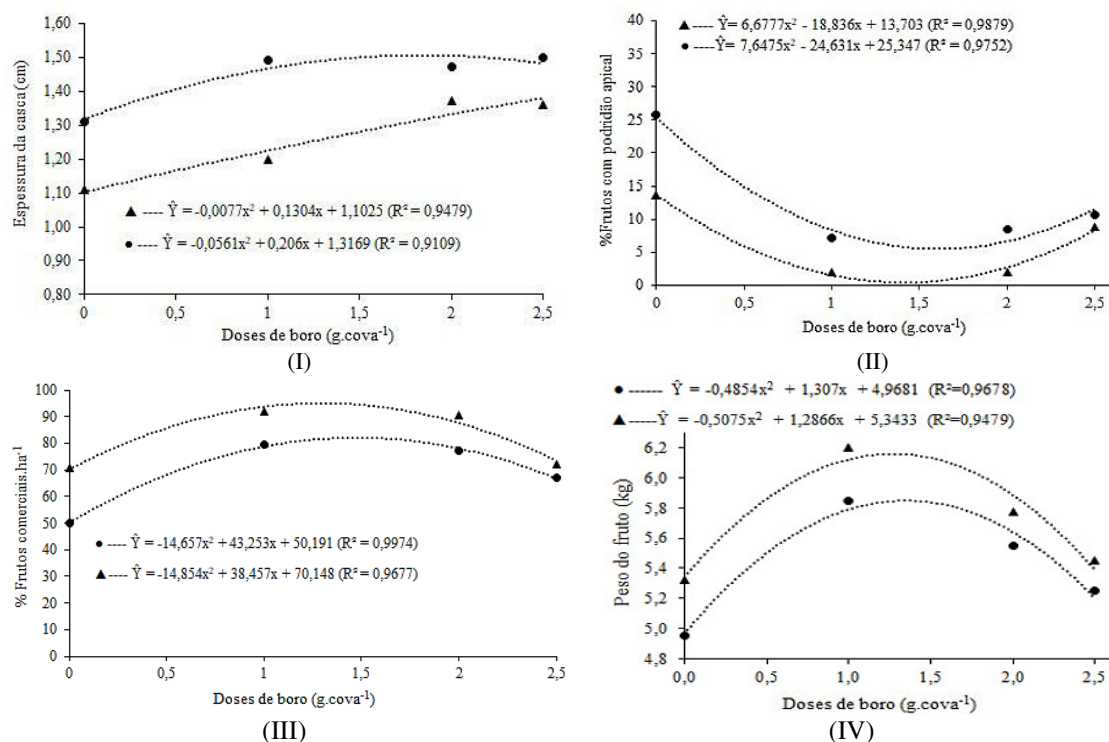 Espessura da casca (cm)
1,60
1,50
1,40
1,30
1,20
1,10
1,00
0,90
0,80
▲ ---- Ŷ = -0,0077x² + 0,1304x + 1,1025 (R² = 0,9479)
● ---- Ŷ = -0,0561x² + 0,206x + 1,3169 (R² = 0,9109)
0 0,5 1 1,5 2 2,5
Doses de boro (g.cova⁻¹)
(I)
▲ ---- Ŷ= 6,6777x² - 18,836x + 13,703 (R² = 0,9879)
● ----Ŷ= 7,6475x² - 24,631x + 25,347 (R² = 0,9752)
%Frutos com podridão apical
40
35
30
25
20
15
10
5
0
0 0,5 1 1,5 2 2,5
Doses de boro (g.cova⁻¹)
(II)
% Frutos comerciais.ha⁻¹
100
90
80
70
60
50
40
30
20
10
0
● ---- Ŷ = -14,657x² + 43,253x + 50,191 (R² = 0,9974)
▲ ---- Ŷ = -14,854x² + 38,457x + 70,148 (R² = 0,9677)
0 0,5 1 1,5 2 2,5
Doses de boro (g.cova⁻¹)
(III)
● ------ Ŷ = -0,4854x² + 1,307x + 4,9681 (R²=0,9678)
▲ -----Ŷ = -0,5075x² + 1,2866x + 5,3433 (R²=0,9479)
Peso do fruto (kg)
6,2
6,0
5,8
5,6
5,4
5,2
5,0
4,8
0,0 0,5 1,0 1,5 2,0 2,5
Doses de boro (g.cova⁻¹)
(IV)